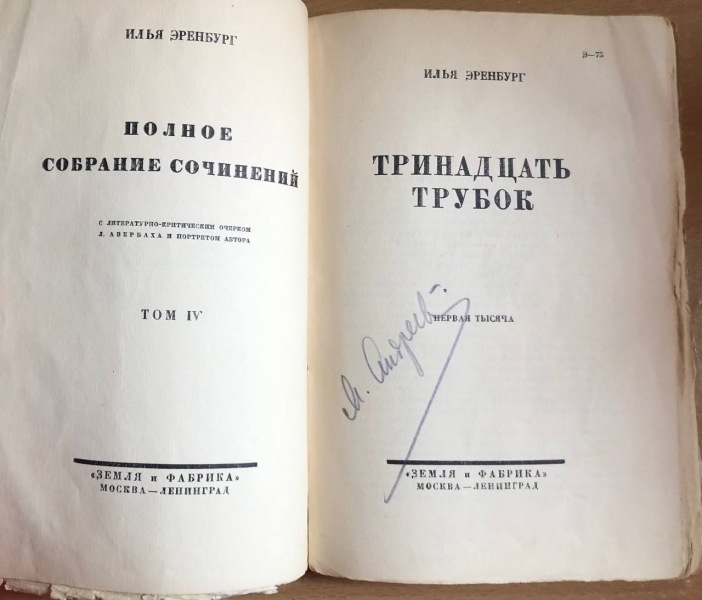 ИЛЬЯ ЭРЕНБУРГ
ПОЛНОЕ
СОБРАНИЕ СОЧИНЕНИЙ
С ЛИТЕРАТУРНО-КРИТИЧЕСКИМ ОЧЕРКОМ
Л. АВЕРБАХА И ПОРТРЕТОМ АВТОРА
ТОМ IV
«ЗЕМЛЯ и ФАБРИКА»
МОСКВА—ЛЕНИНГРАД
Э—75
ИЛЬЯ ЭРЕНБУРГ
ТРИНАДЦАТЬ
ТРУБОК
ПЕРВАЯ ТЫСЯЧА
М. Андреев
«ЗЕМЛЯ и ФАБРИКА»
МОСКВА—ЛЕНИНГРАД